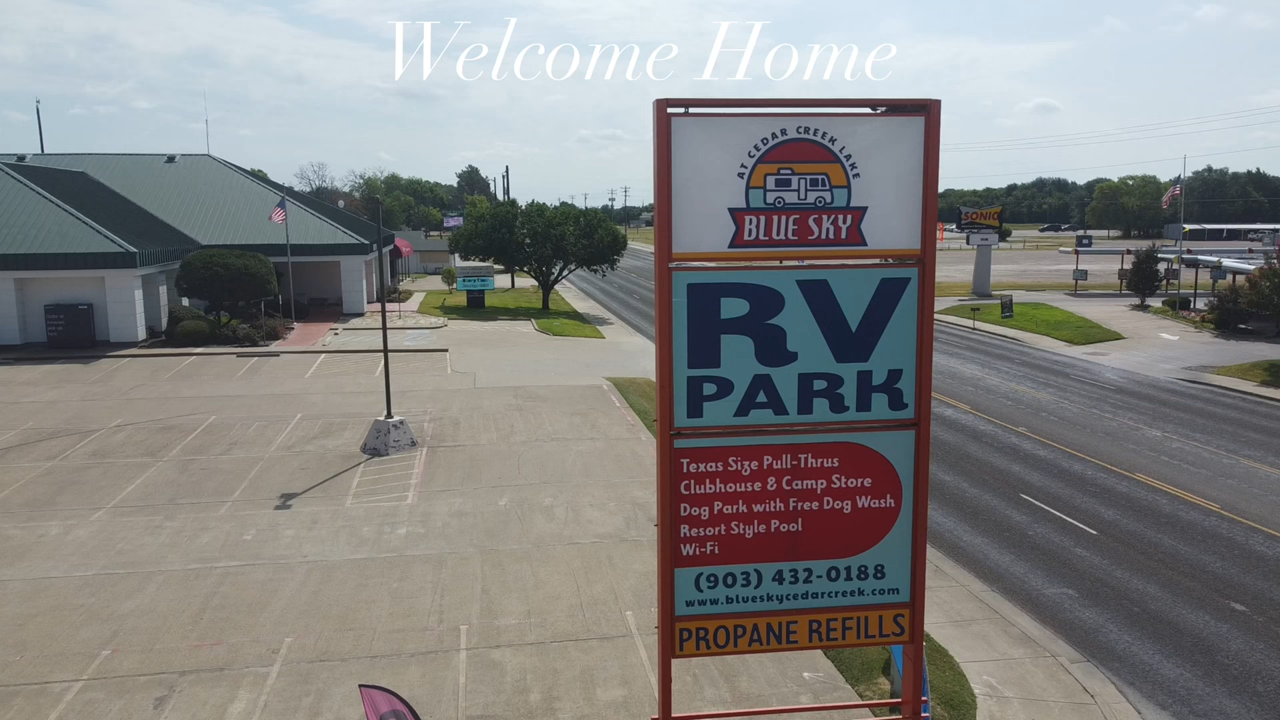 Welcome Home
AT CEDAR CREEK LAKE
BLUE SKY
RV
PARK
Texas Size Pull-Thrus
Clubhouse & Camp Store
Dog Park with Free Dog Wash
Resort Style Pool
Wi-Fi
(903) 432-0188
www.blueskycedarcreek.com
PROPANE REFILLS
SONIC